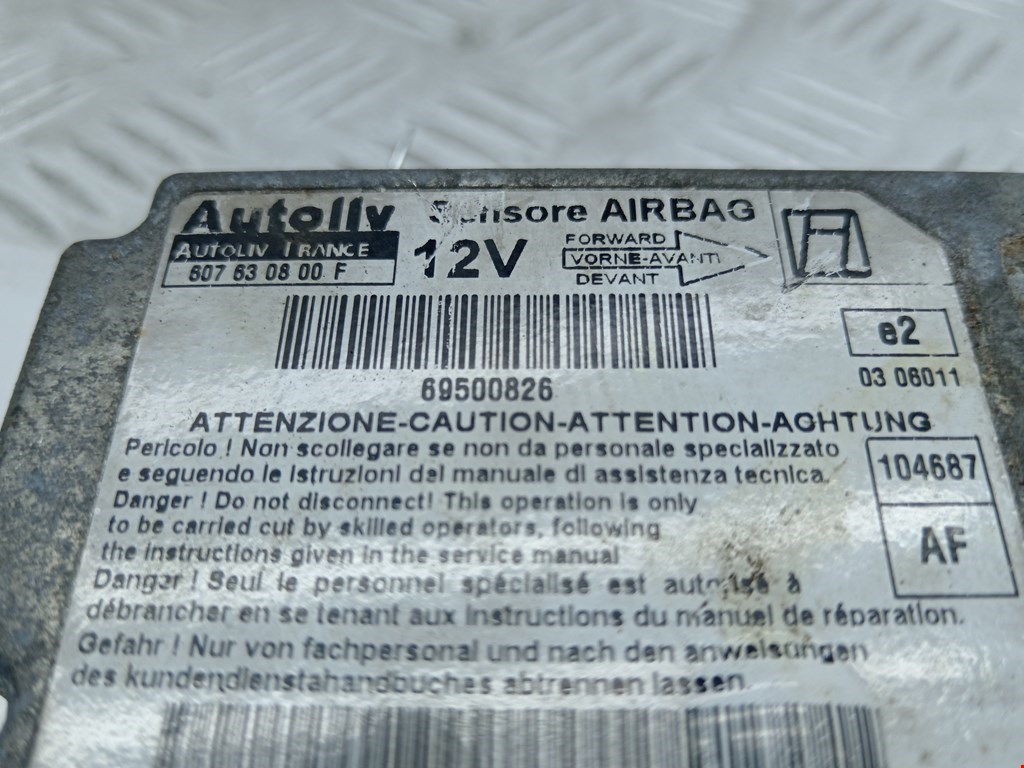 Autoliv Sensore AIRBAG
AUTOLIV FRANCE
607 63 08 00. F
12V
FORWARD
VORNE-AVANTI
DEVANT
e2
03 06011
69500826
ATTENZIONE-CAUTION-ATTENTION-ACHTUNG
Pericolo ! Non scollegare se non da personale specializzato
e seguendo le istruzioni del manuale di assistenza tecnica.
104687
AF
Danger ! Do not disconnect! This operation is only
to be carried out by skilled operators, following
the instructions given in the service manual
Danger ! Seul le personnel spécialisé est autorisé à
débrancher en se tenant aux instructions du manuel de réparation.
Gefahr ! Nur von fachpersonal und nach den anweisungen
des kundendienstahandbuches abtrennen lassen.